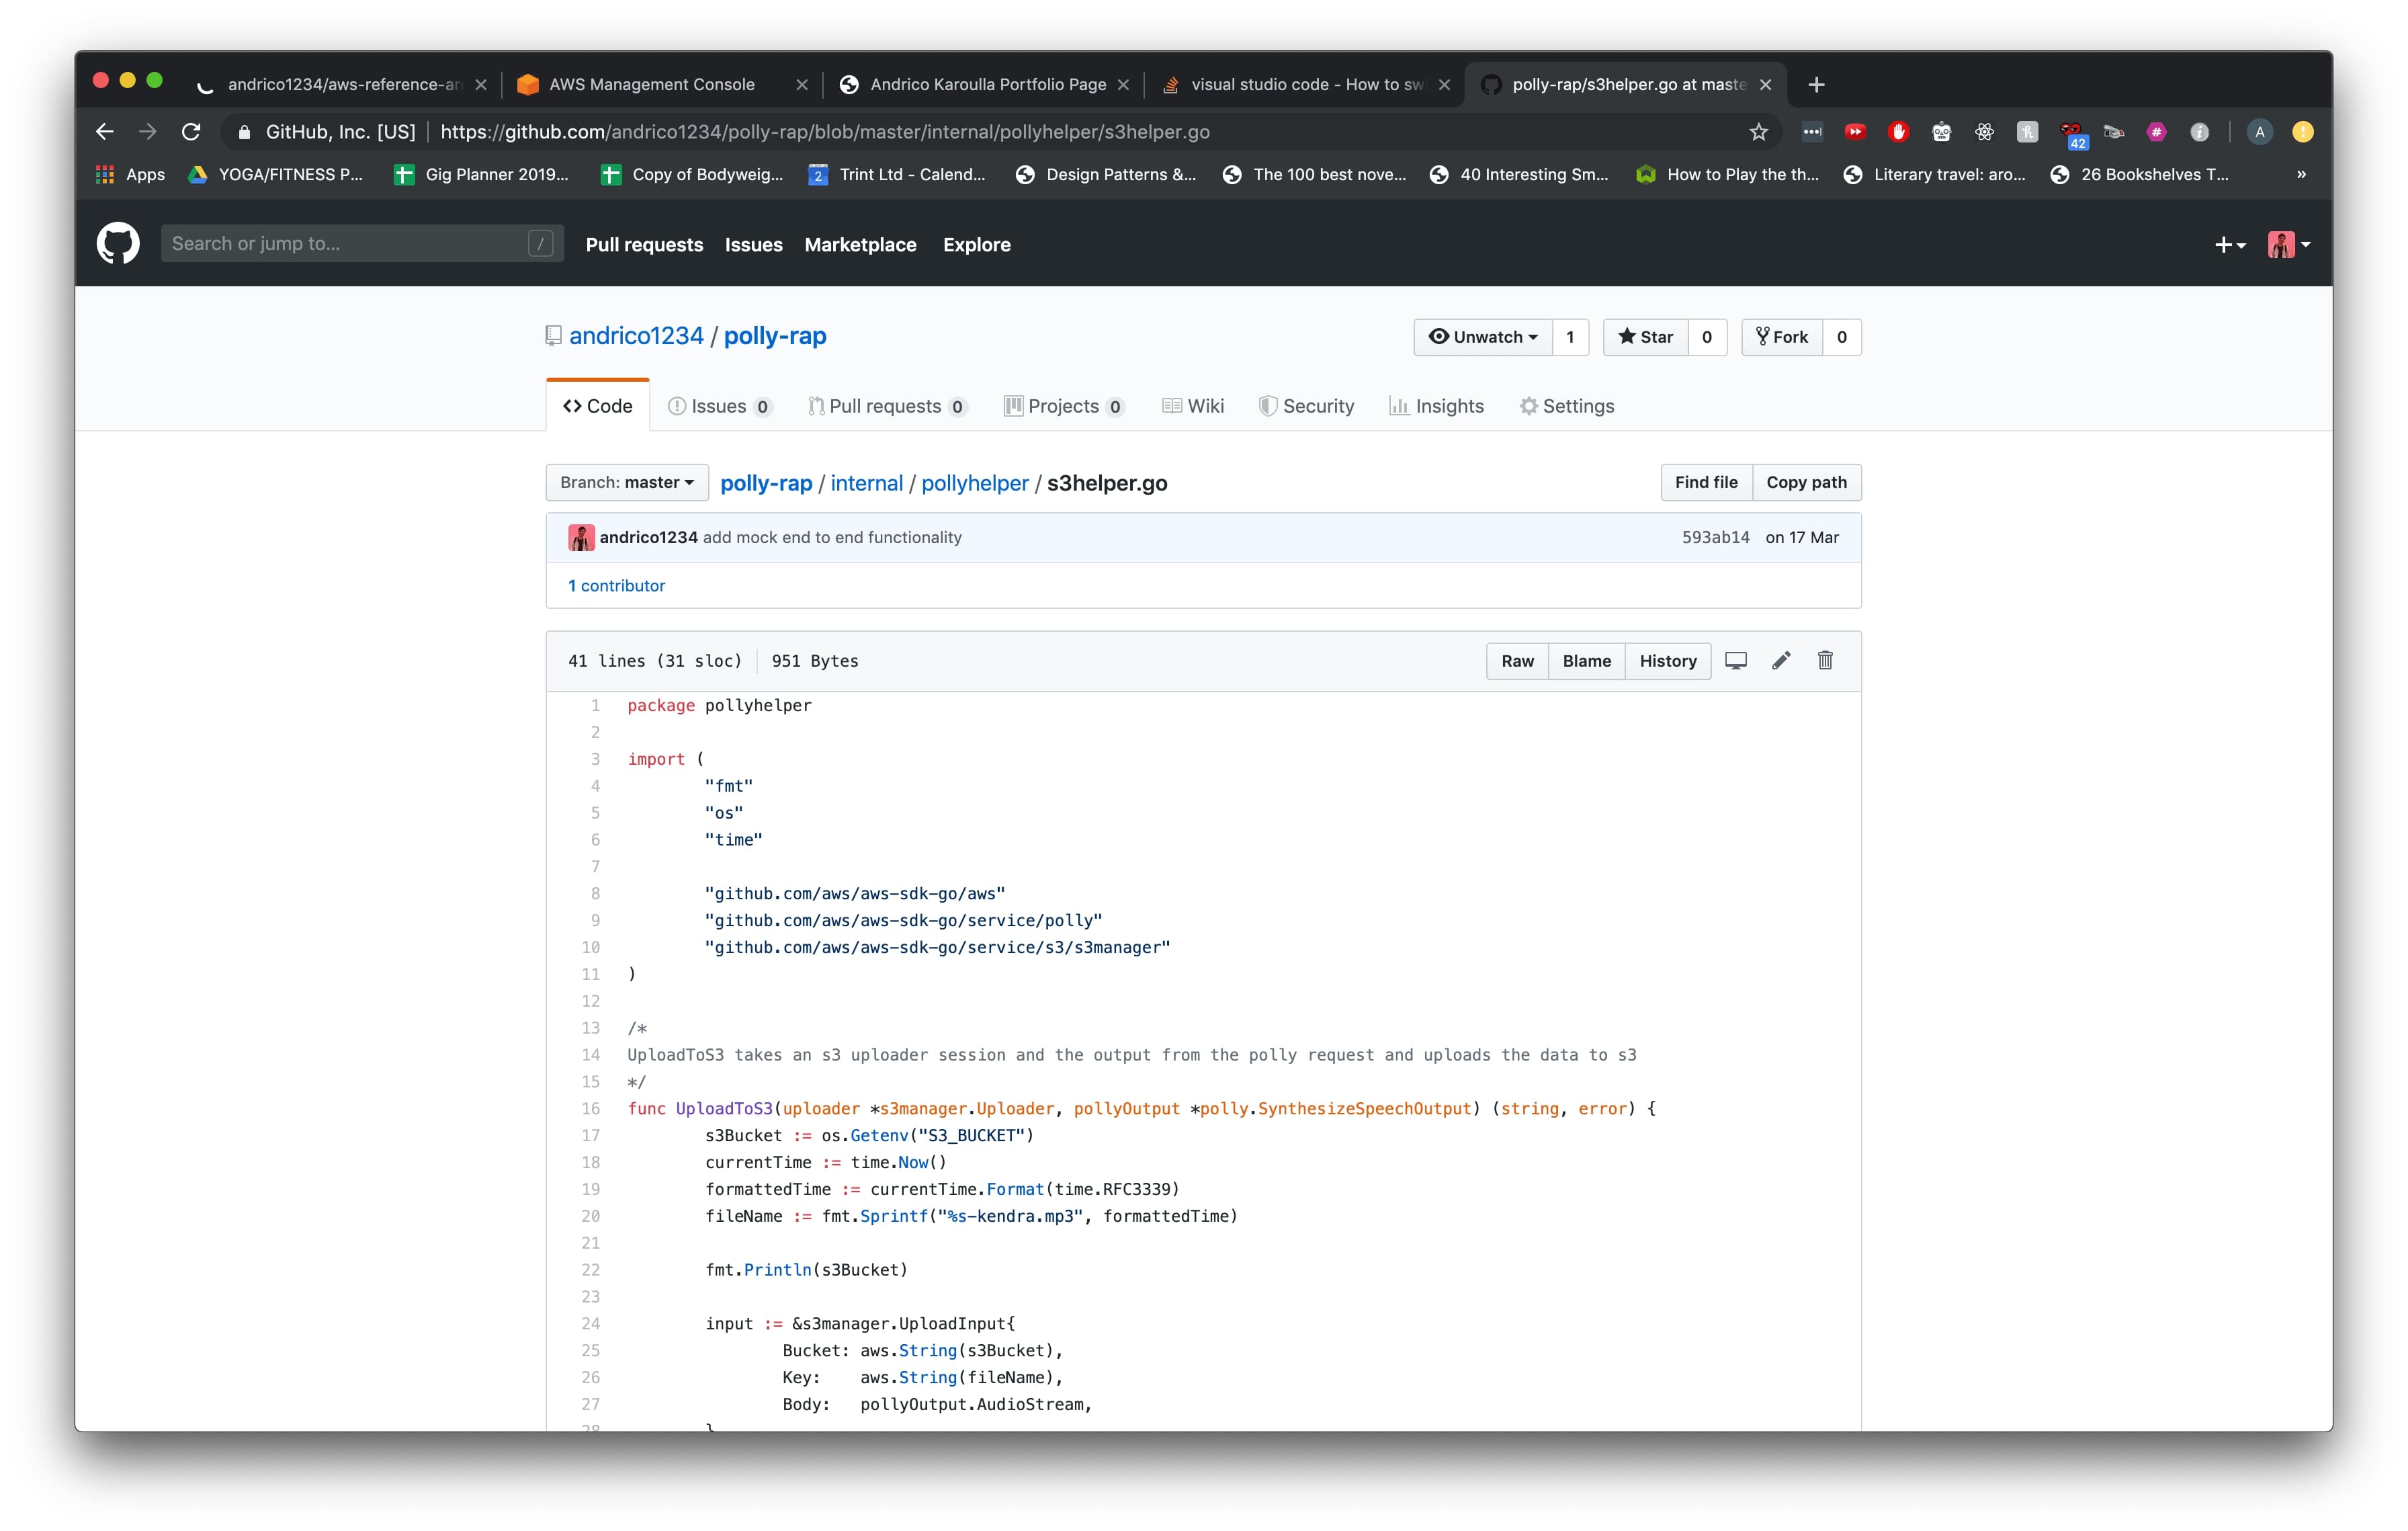 andrico1234/aws-reference-ar
AWS Management Console
Andrico Karoulla Portfolio Page
visual studio code - How to sw
polly-rap/s3helper.go at maste
GitHub, Inc. [US] https://github.com/andrico1234/polly-rap/blob/master/internal/pollyhelper/s3helper.go
42
A
Apps YOGA/FITNESS P... Gig Planner 2019... Copy of Bodyweig... 2 Trint Ltd - Calend... Design Patterns &... The 100 best nove... 40 Interesting Sm... How to Play the th... Literary travel: aro... 26 Bookshelves T... »
Search or jump to... / Pull requests Issues Marketplace Explore
andrico1234 / polly-rap Unwatch 1 Star 0 Fork 0
Code Issues 0 Pull requests 0 Projects 0 Wiki Security Insights Settings
Branch: master polly-rap / internal / pollyhelper / s3helper.go Find file Copy path
andrico1234 add mock end to end functionality 593ab14 on 17 Mar
1 contributor
41 lines (31 sloc) 951 Bytes Raw Blame History
1 package pollyhelper
2
3 import (
4 "fmt"
5 "os"
6 "time"
7
8 "github.com/aws/aws-sdk-go/aws"
9 "github.com/aws/aws-sdk-go/service/polly"
10 "github.com/aws/aws-sdk-go/service/s3/s3manager"
11 )
12
13 /*
14 UploadToS3 takes an s3 uploader session and the output from the polly request and uploads the data to s3
15 */
16 func UploadToS3(uploader *s3manager.Uploader, pollyOutput *polly.SynthesizeSpeechOutput) (string, error) {
17 s3Bucket := os.Getenv("S3_BUCKET")
18 currentTime := time.Now()
19 formattedTime := currentTime.Format(time.RFC3339)
20 fileName := fmt.Sprintf("%s-kendra.mp3", formattedTime)
21
22 fmt.Println(s3Bucket)
23
24 input := &s3manager.UploadInput{
25 Bucket: aws.String(s3Bucket),
26 Key: aws.String(fileName),
27 Body: pollyOutput.AudioStream,
28 }